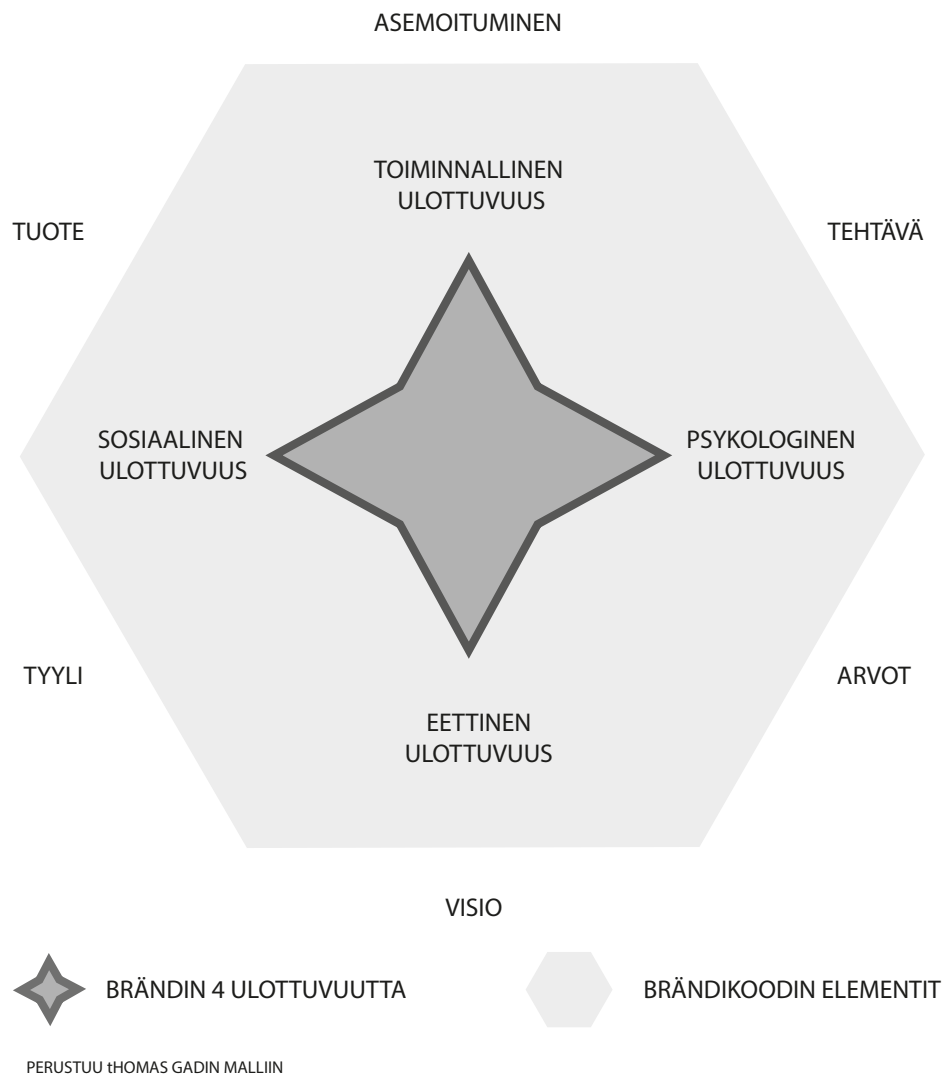 ASEMOITUMINEN
TOIMINNALLINEN
ULOTTUVUUS
TUOTE
TEHTÄVÄ
SOSIAALINEN
ULOTTUVUUS
PSYKOLOGINEN
ULOTTUVUUS
TYYLI
ARVOT
EETTINEN
ULOTTUVUUS
VISIO
BRÄNDIN 4 ULOTTUVUUTTA
BRÄNDIKOODIN ELEMENTIT
PERUSTUU tHOMAS GADIN MALLIIN